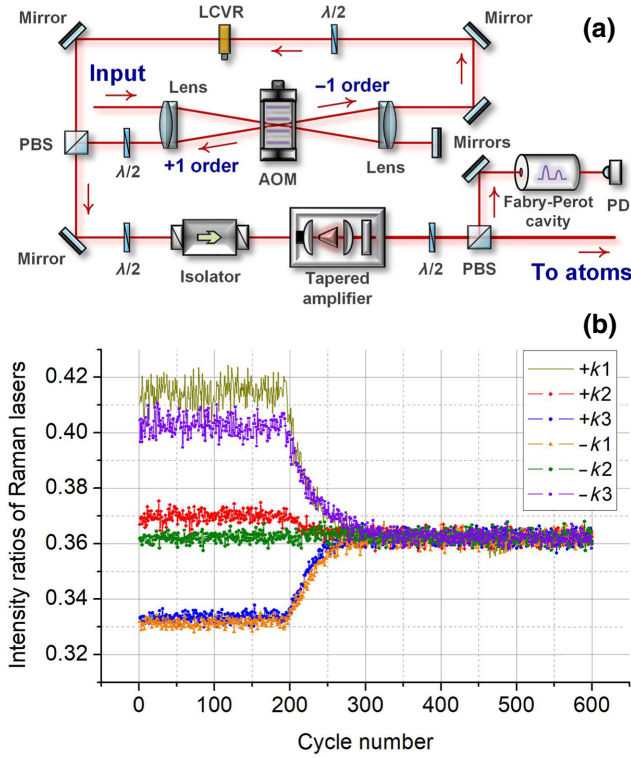 Mirror
LCVR
λ/2
Mirror
(a)
Input
Lens
−1 order
PBS
λ/2
+1 order
AOM
Lens
Mirrors
Fabry-Perot
cavity
PD
Mirror
λ/2
Isolator
Tapered
amplifier
λ/2
PBS
To atoms
(b)
Intensity ratios of Raman lasers
0.42
0.40
0.38
0.36
0.34
0.32
+k1
+k2
+k3
−k1
−k2
−k3
0 100 200 300 400 500 600
Cycle number